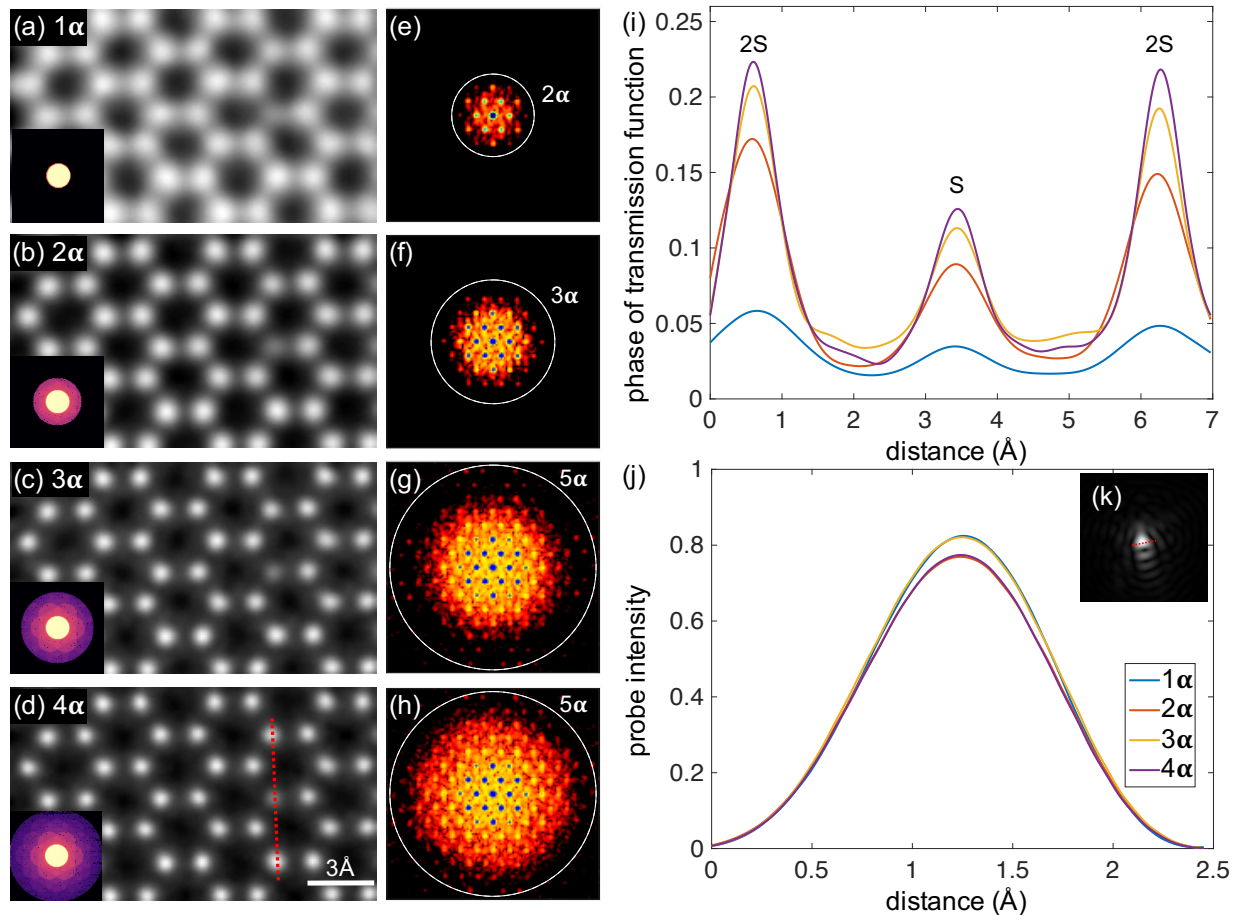 (a) 1α
(b) 2α
(c) 3α
(d) 4α
3Å
(e)
2α
(f)
3α
(g)
5α
(h)
5α
(i)
0.25
0.2
0.15
0.1
0.05
0
phase of transmission function
2S
S
2S
0 1 2 3 4 5 6 7
distance (Å)
(j)
1
0.8
0.6
0.4
0.2
0
probe intensity
(k)
1α
2α
3α
4α
0 0.5 1 1.5 2 2.5
distance (Å)